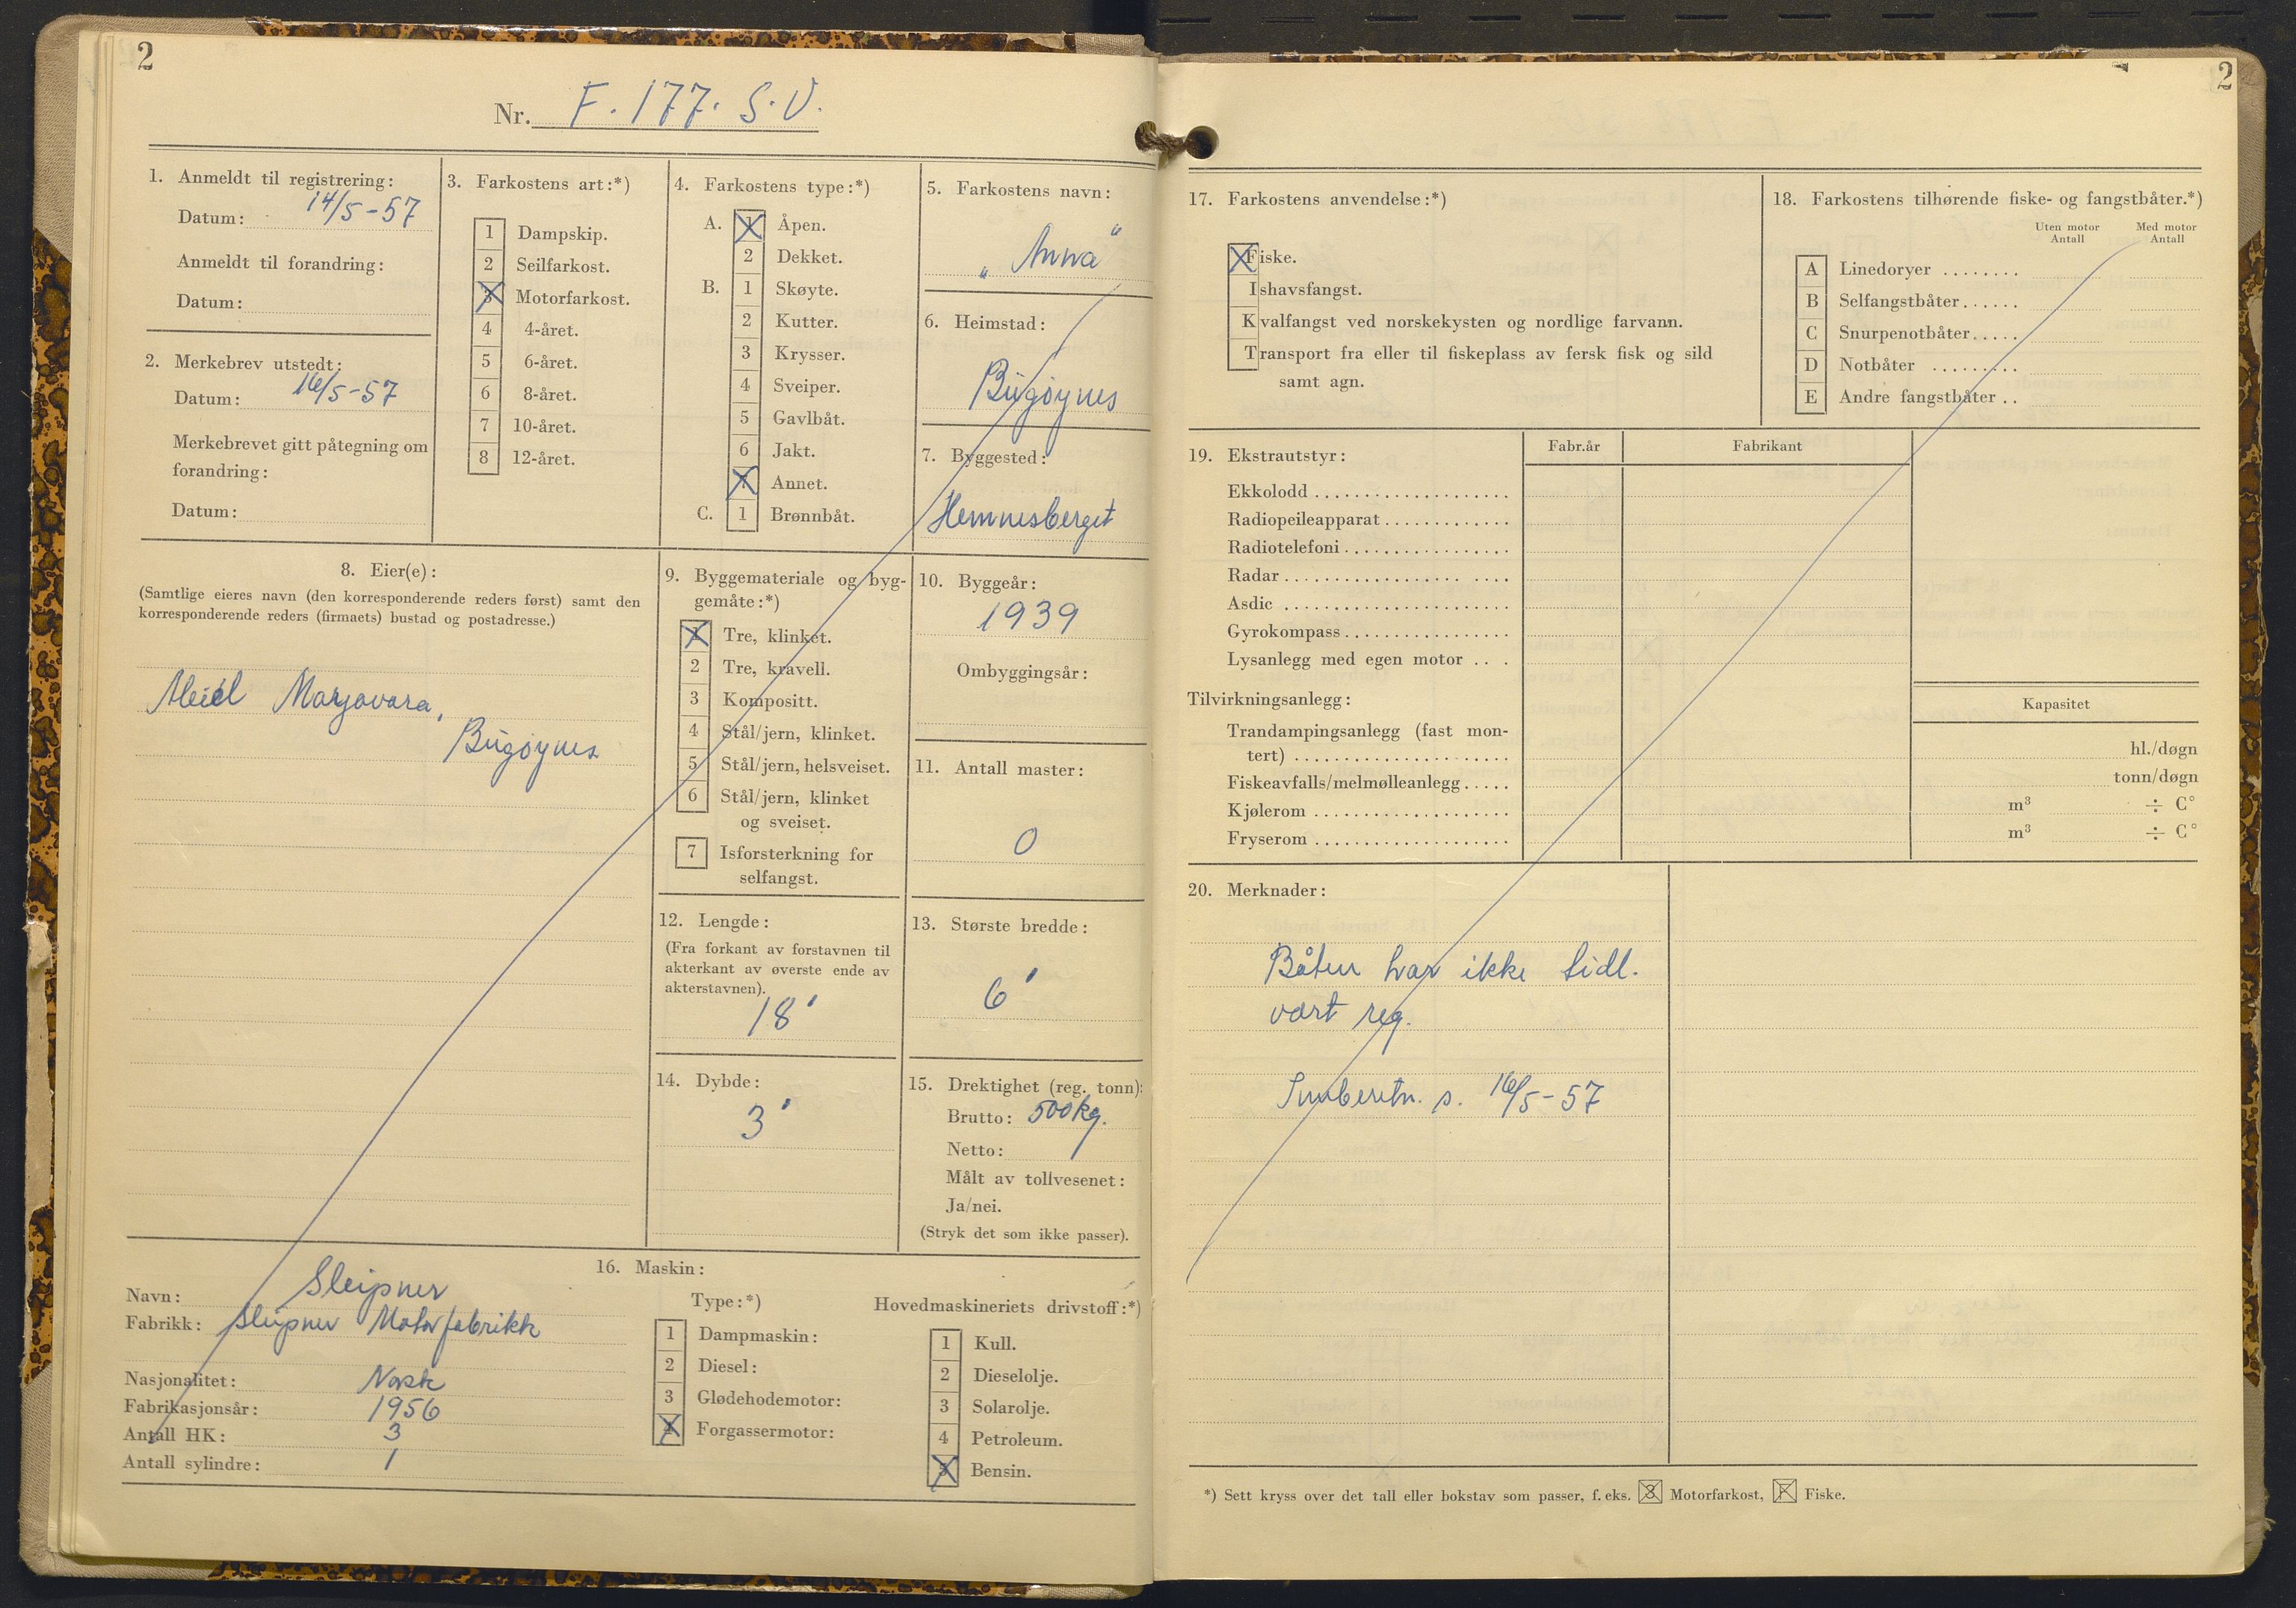 2
Nr. F. 177. S.V.
1. Anmeldt til registrering:
Datum: 14/5-57
Anmeldt til forandring:
Datum:
2. Merkebrev utstedt:
Datum: 16/5-57
Merkebrevet gitt påtegning om
forandring:
Datum:
3. Farkostens art:*)
1 Dampskip.
2 Seilfarkost.
3 Motorfarkost.
4 4-året.
5 6-året.
6 8-året.
7 10-året.
8 12-året.
4. Farkostens type:*)
A. 1 Åpen.
2 Dekket.
B. 1 Skøyte.
2 Kutter.
3 Krysser.
4 Sveiper.
5 Gavlbåt.
6 Jakt.
7 Annet.
C. 1 Brønnbåt.
5. Farkostens navn:
„Anna"
6. Heimstad:
Bugøynes
7. Byggested:
Hemnesberget
8. Eier(e):
(Samtlige eieres navn (den korresponderende reders først) samt den
korresponderende reders (firmaets) bustad og postadresse.)
Marjavara,
Bugøynes
9. Byggemateriale og byg-
gemåte:*)
1 Tre, klinket.
2 Tre, kravell.
3 Kompositt.
4 Stål/jern, klinket.
5 Stål/jern, helsveiset.
6 Stål/jern, klinket
og sveiset.
7 Isforsterkning for
selfangst.
10. Byggeår:
1939
Ombyggingsår:
11. Antall master:
0
12. Lengde:
(Fra forkant av forstavnen til
akterkant av øverste ende av
akterstavnen).
18'
13. Største bredde:
6'
14. Dybde:
3'
15. Drektighet (reg. tonn):
Brutto: 500 kg.
Netto:
Målt av tollvesenet:
Ja/nei.
(Stryk det som ikke passer).
16. Maskin:
Navn: Sleipner
Fabrikk: Sleipner Motorfabrikk
Nasjonalitet: Norsk
Fabrikasjonsår: 1956
Antall HK: 3
Antall sylindre: 1
Type:*)
1 Dampmaskin:
2 Diesel:
3 Glødehodemotor:
4 Forgassermotor:
Hovedmaskineriets drivstoff:*)
1 Kull.
2 Dieselolje.
3 Solarolje.
4 Petroleum.
5 Bensin.
2
17. Farkostens anvendelse:*)
Fiske.
Ishavsfangst.
Kvalfangst ved norskekysten og nordlige farvann.
Transport fra eller til fiskeplass av fersk fisk og sild
samt agn.
18. Farkostens tilhørende fiske- og fangstbåter.*)
Uten motor Med motor
Antall Antall
A Linedoryer
B Selfangstbåter
C Snurpenotbåter
D Notbåter
E Andre fangstbåter
19. Ekstrautstyr:
Fabr.år Fabrikant
Ekkolodd
Radiopeileapparat
Radiotelefoni
Radar
Asdic
Gyrokompass
Lysanlegg med egen motor
Tilvirkningsanlegg:
Kapasitet
Trandampingsanlegg (fast mon-
tert) hl./døgn
Fiskeavfalls/melmølleanlegg tonn/døgn
Kjølerom m³ ÷ C°
Fryserom m³ ÷ C°
20. Merknader:
Båten har ikke tidl.
vært reg.
s. 16/5-57
*) Sett kryss over det tall eller bokstav som passer, f. eks. 3 Motorfarkost, F Fiske.